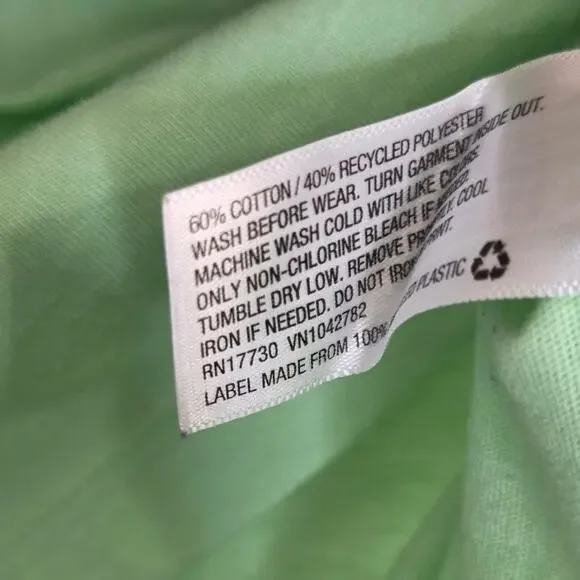 60% COTTON / 40% RECYCLED POLYESTER
WASH BEFORE WEAR. TURN GARMENT INSIDE OUT.
MACHINE WASH COLD WITH LIKE COLORS.
ONLY NON-CHLORINE BLEACH IF NEEDED.
TUMBLE DRY LOW. REMOVE COOL
IRON IF NEEDED. DO NOT IRON PRINT.
RN17730 VN1042782
LABEL MADE FROM 100% PLASTIC